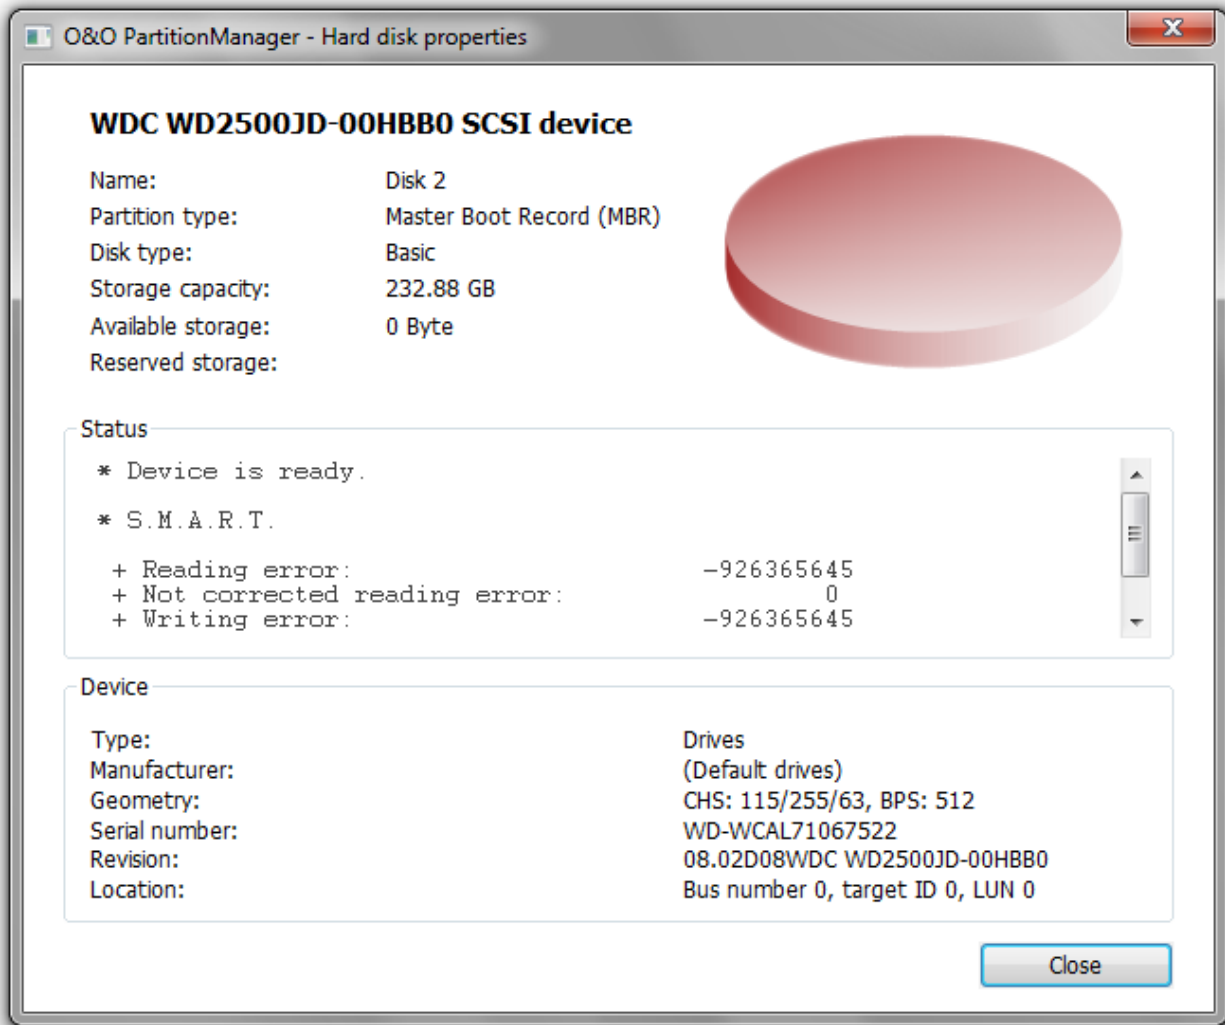 O&O PartitionManager - Hard disk properties
WDC WD2500JD-00HBB0 SCSI device
Name: Disk 2
Partition type: Master Boot Record (MBR)
Disk type: Basic
Storage capacity: 232.88 GB
Available storage: 0 Byte
Reserved storage:
Status
* Device is ready.
* S.M.A.R.T.
+ Reading error: -926365645
+ Not corrected reading error: 0
+ Writing error: -926365645
Device
Type: Drives
Manufacturer: (Default drives)
Geometry: CHS: 115/255/63, BPS: 512
Serial number: WD-WCAL71067522
Revision: 08.02D08WDC WD2500JD-00HBB0
Location: Bus number 0, target ID 0, LUN 0
Close